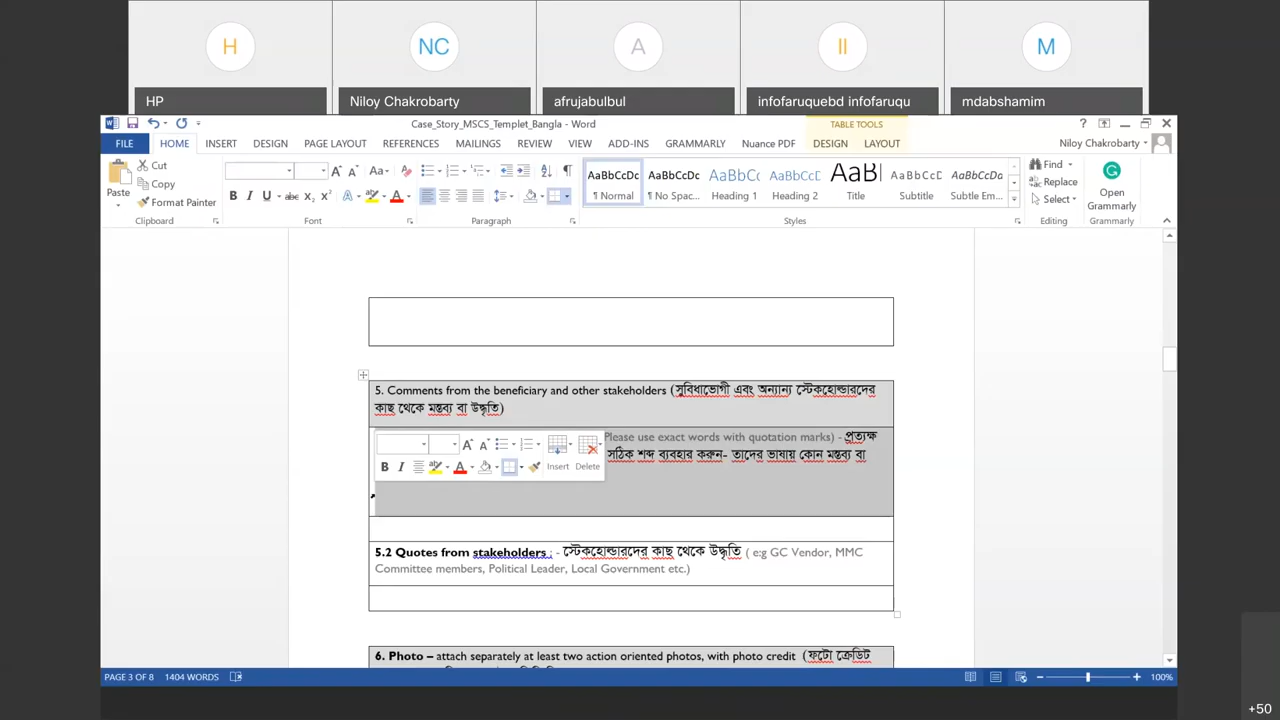 H
NC
A
II
M
HP
Niloy Chakrobarty
afrujabulbul
infofaruquebd infofaruqu
mdabshamim
Case_Story_MSCS_Templet_Bangla - Word
TABLE TOOLS
FILE
HOME
INSERT
DESIGN
PAGE LAYOUT
REFERENCES
MAILINGS
REVIEW
VIEW
ADD-INS
GRAMMARLY
Nuance PDF
DESIGN
LAYOUT
Niloy Chakrobarty
Paste
Cut
Copy
Format Painter
Clipboard
Font
Paragraph
AaBbCcDc
¶ Normal
AaBbCcDc
¶ No Spac...
AaBbCc
Heading 1
AaBbCcD
Heading 2
AaB
Title
AaBbCcD
Subtitle
AaBbCcDa
Subtle Em...
Styles
Find
Replace
Select
Editing
Open
Grammarly
Grammarly
5. Comments from the beneficiary and other stakeholders (সুবিধাভোগী এবং অন্যান্য স্টেকহোল্ডারদের
কাছ থেকে মন্তব্য বা উদ্ধৃতি)
Please use exact words with quotation marks) - প্রত্যক্ষ
সঠিক শব্দ ব্যবহার করুন- তাদের ভাষায় কোন মন্তব্য বা
Insert
Delete
5.2 Quotes from stakeholders : - স্টেকহোল্ডারদের কাছ থেকে উদ্ধৃতি ( e:g GC Vendor, MMC
Committee members, Political Leader, Local Government etc.)
6. Photo – attach separately at least two action oriented photos, with photo credit (ফটো ক্রেডিট
PAGE 3 OF 8
1404 WORDS
100%
+50